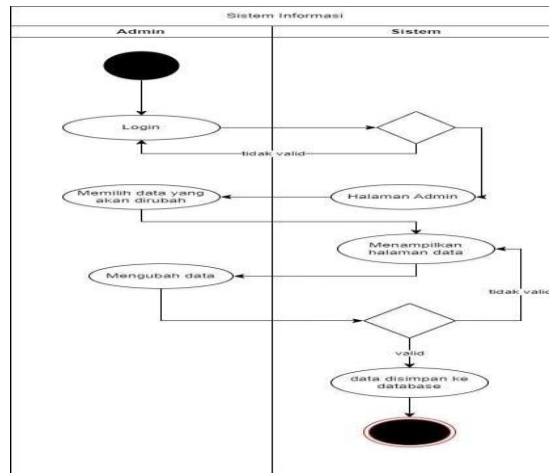 Sistem Informasi
Admin
Sistem
Login
tidak valid
Memilih data yang
akan dirubah
Halaman Admin
Menampilkan
halaman data
Mengubah data
tidak valid
valid
data disimpan ke
database